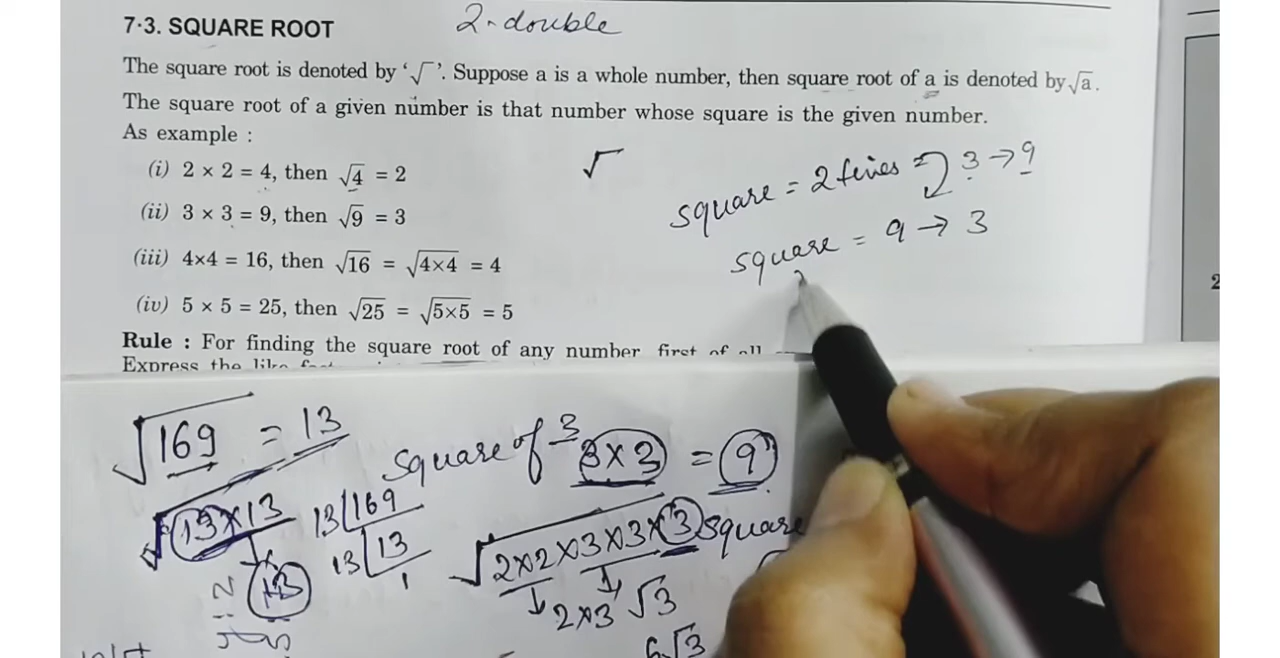 7·3. SQUARE ROOT
2. double
The square root is denoted by ‘√ ’. Suppose a is a whole number, then square root of a is denoted by √a.
The square root of a given number is that number whose square is the given number.
As example :
(i) 2 × 2 = 4, then √4 = 2
(ii) 3 × 3 = 9, then √9 = 3
(iii) 4×4 = 16, then √16 = √4×4 = 4
(iv) 5 × 5 = 25, then √25 = √5×5 = 5
√
square = 2 times 3 → 9
square = 9 → 3
2
Rule : For finding the square root of any number first of all
Express the like
√169 = 13
square of 3 3×3 = 9
√13×13
13
13 | 169
13 | 13
1
√2×2×3×3×3 square
2×3 √3
6√3